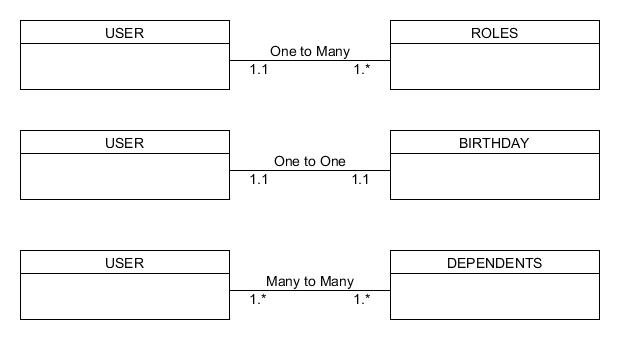 USER
ROLES
One to Many
1.1
1.*
USER
BIRTHDAY
One to One
1.1
1.1
USER
DEPENDENTS
Many to Many
1.*
1.*